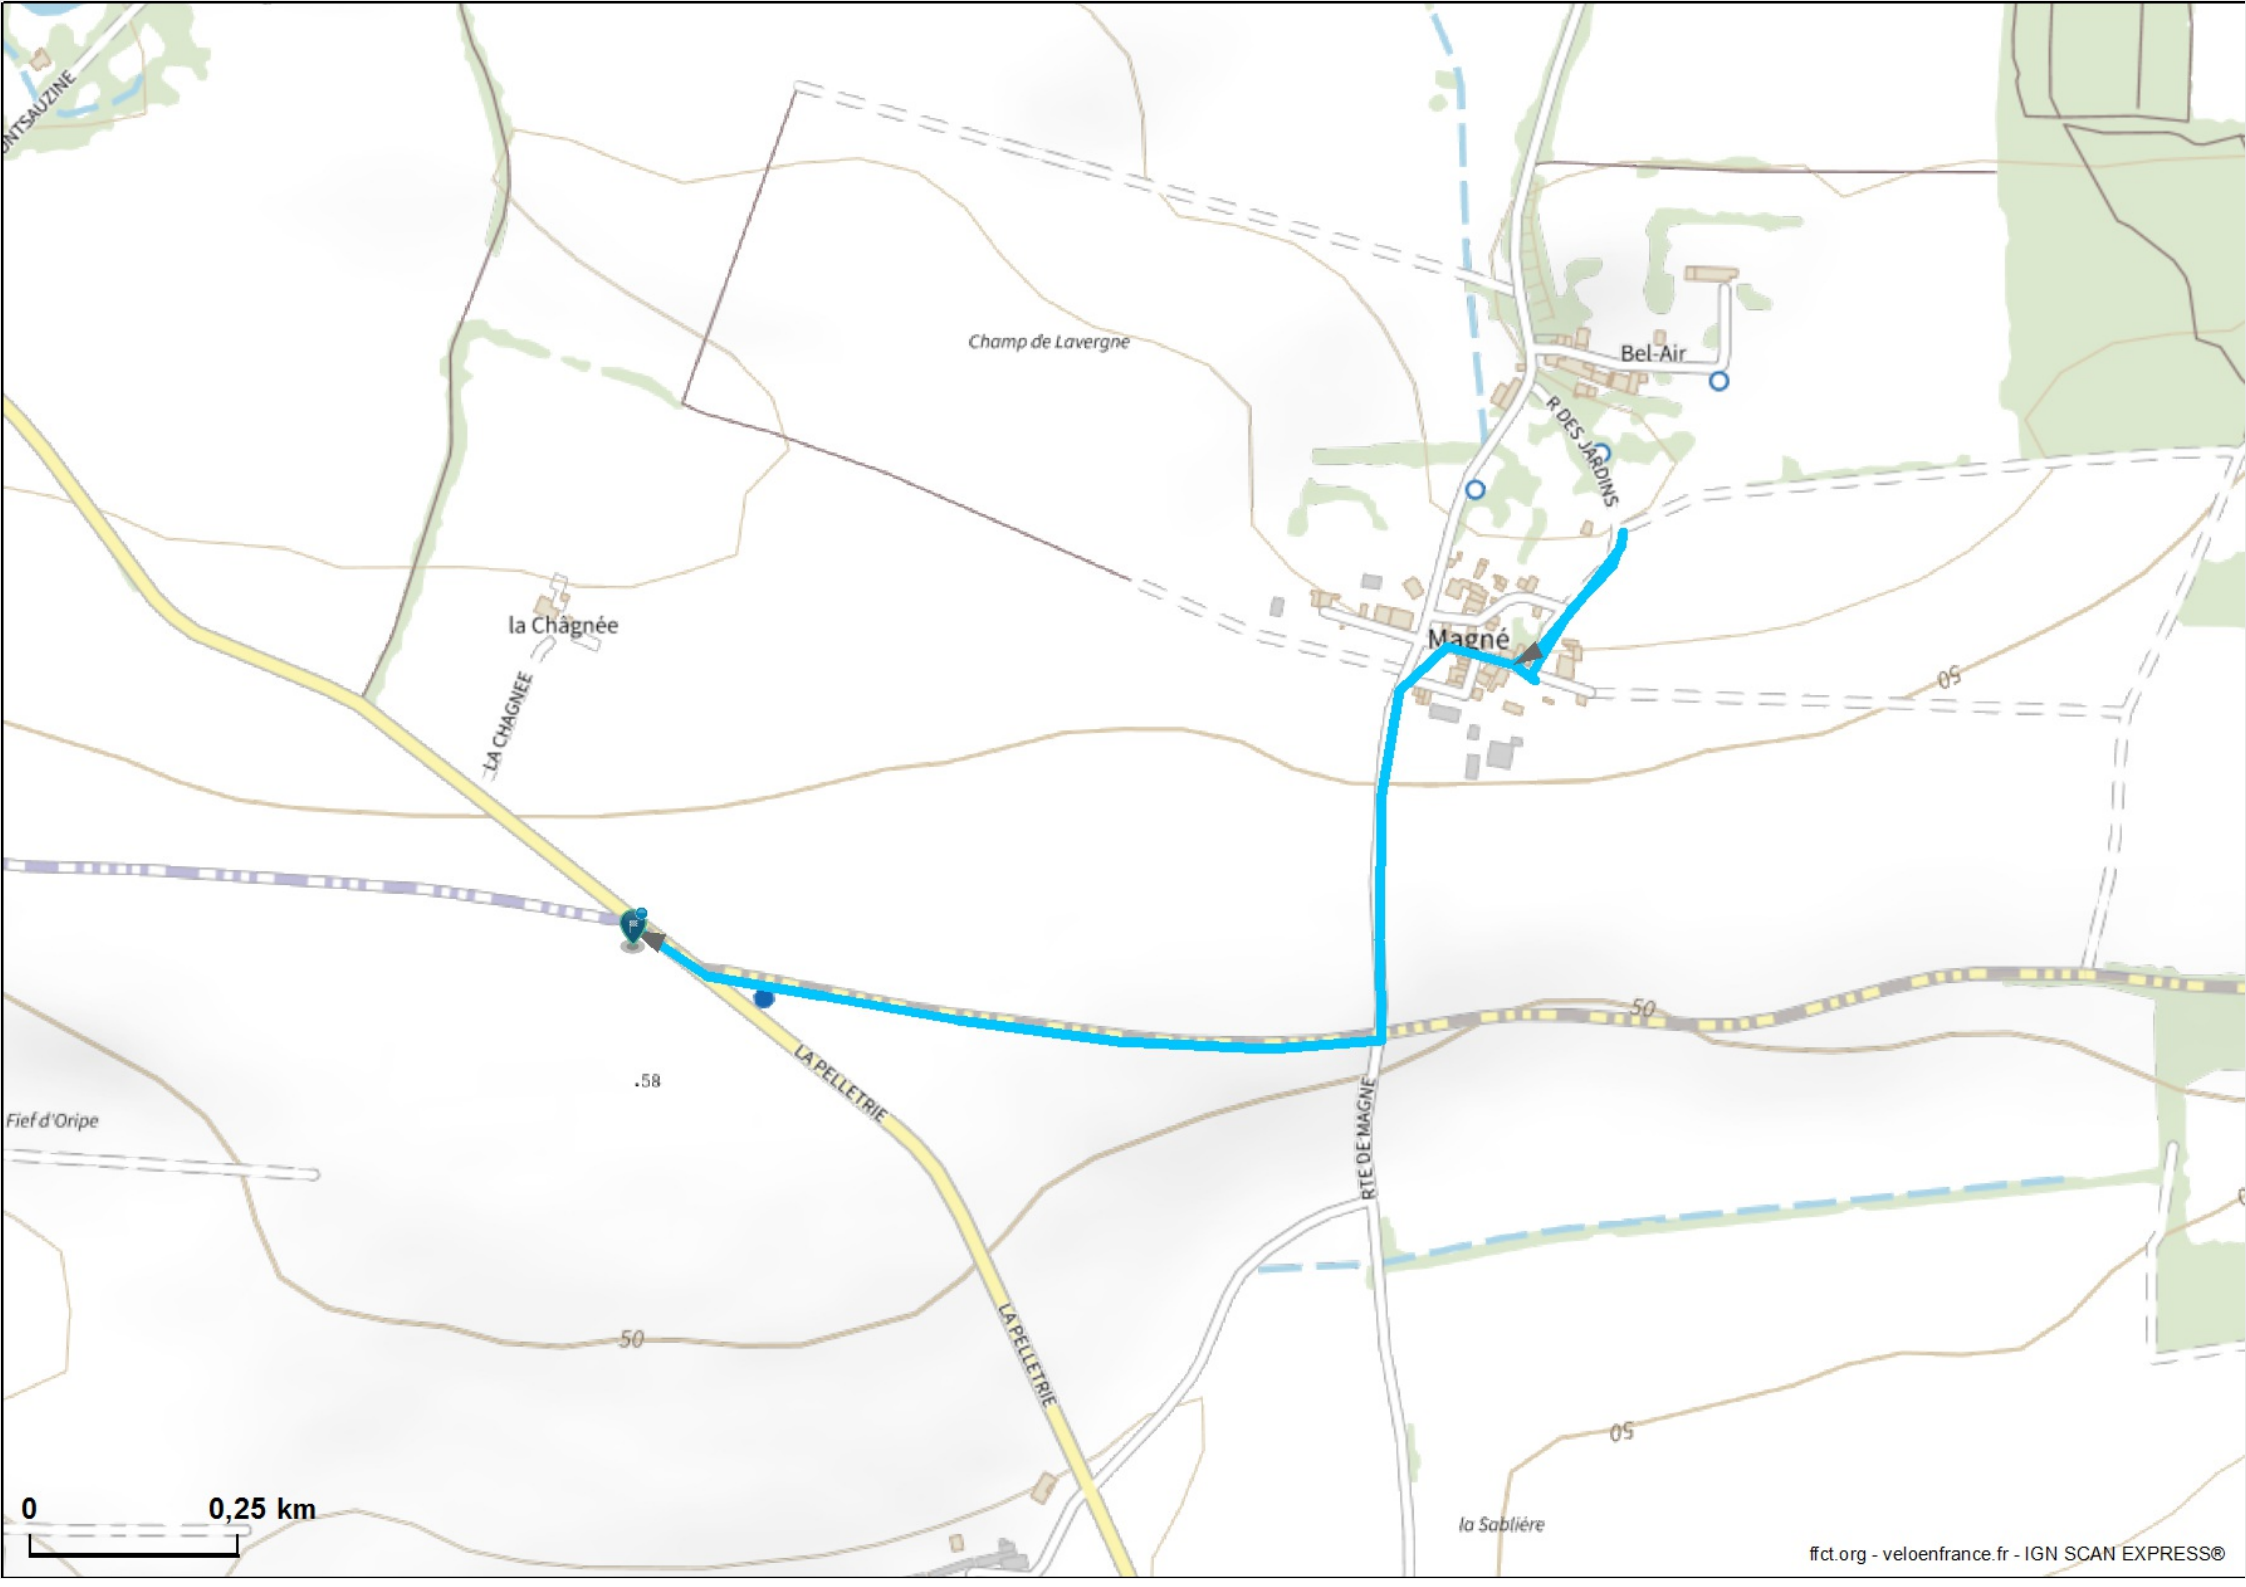 ONTSAUZINE
Champ de Lavergne
Bel-Air
R DES JARDINS
la Châgnée
Magné
LA CHAGNEE
50
50
LA PELLETRIE
.58
Fief d'Oripe
RTE DE MAGNE
50
LA PELLETRIE
50
0
0,25 km
la Sablière
ffct.org - veloenfrance.fr - IGN SCAN EXPRESS®